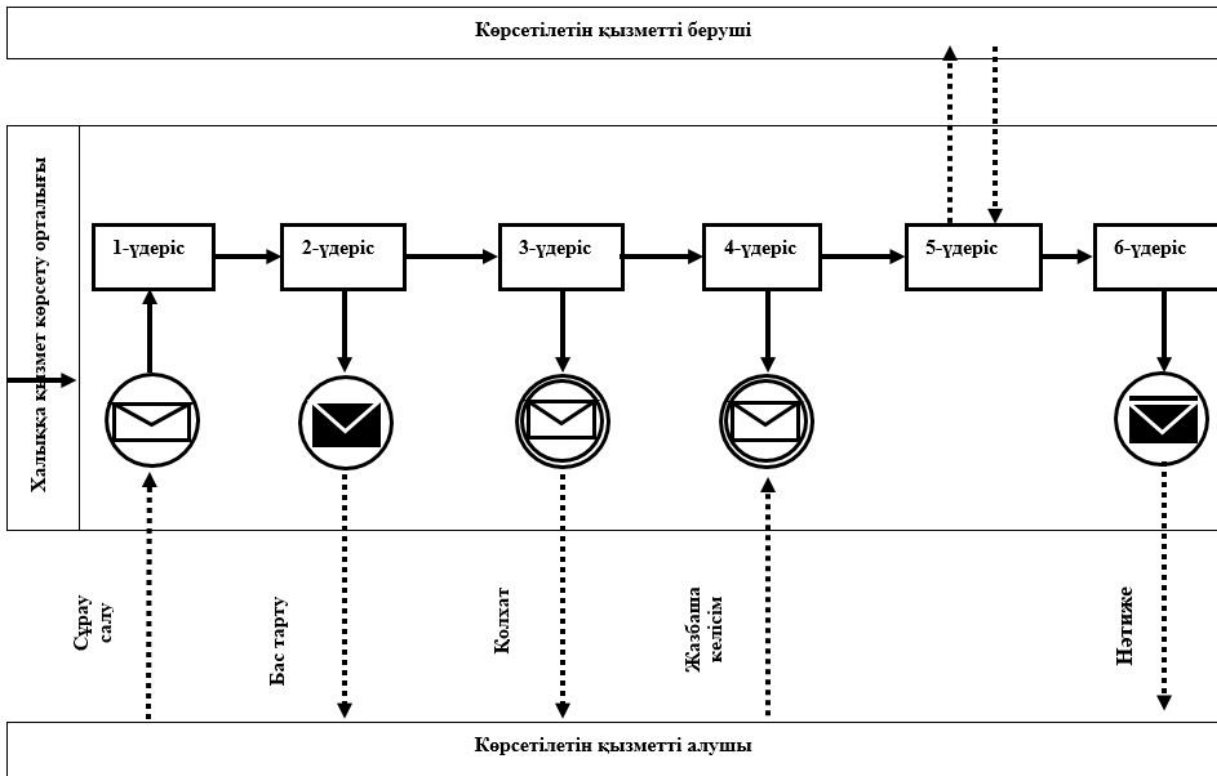 Көрсетілетін қызметті беруші
Халыққа қызмет көрсету орталығы
1-үдеріс
2-үдеріс
3-үдеріс
4-үдеріс
5-үдеріс
6-үдеріс
Сұрау
салу
Бас тарту
Қолхат
Жазбаша
келісім
Нәтиже
Көрсетілетін қызметті алушы